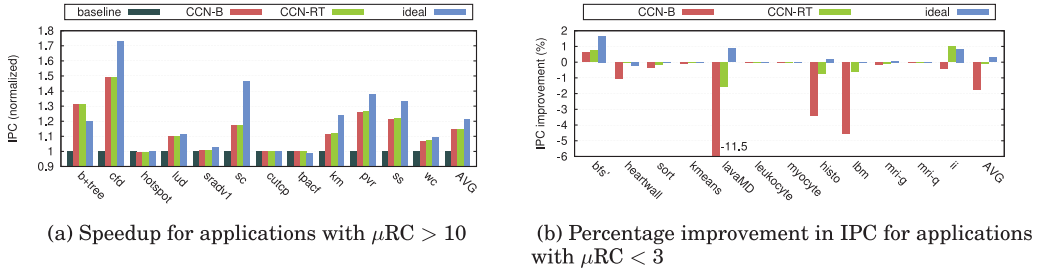 baseline CCN-B CCN-RT ideal
IPC (normalized)
1.8
1.7
1.6
1.5
1.4
1.3
1.2
1.1
1
0.9
b+tree cfd hotspot lud sradv1 sc cutcp tpacf km pvr ss wc AVG
(a) Speedup for applications with μRC > 10
CCN-B CCN-RT ideal
IPC improvement (%)
2
1
0
-1
-2
-3
-4
-5
-6
-11.5
bfs' heartwall sort kmeans lavaMD leukocyte myocyte histo lbm mri-g mri-q ii AVG
(b) Percentage improvement in IPC for applications
with μRC < 3